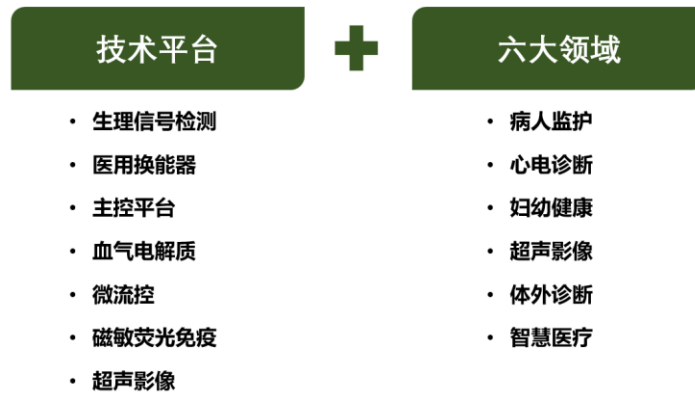 技术平台
六大领域
• 生理信号检测
• 医用换能器
• 主控平台
• 血气电解质
• 微流控
• 磁敏荧光免疫
• 超声影像
• 病人监护
• 心电诊断
• 妇幼健康
• 超声影像
• 体外诊断
• 智慧医疗